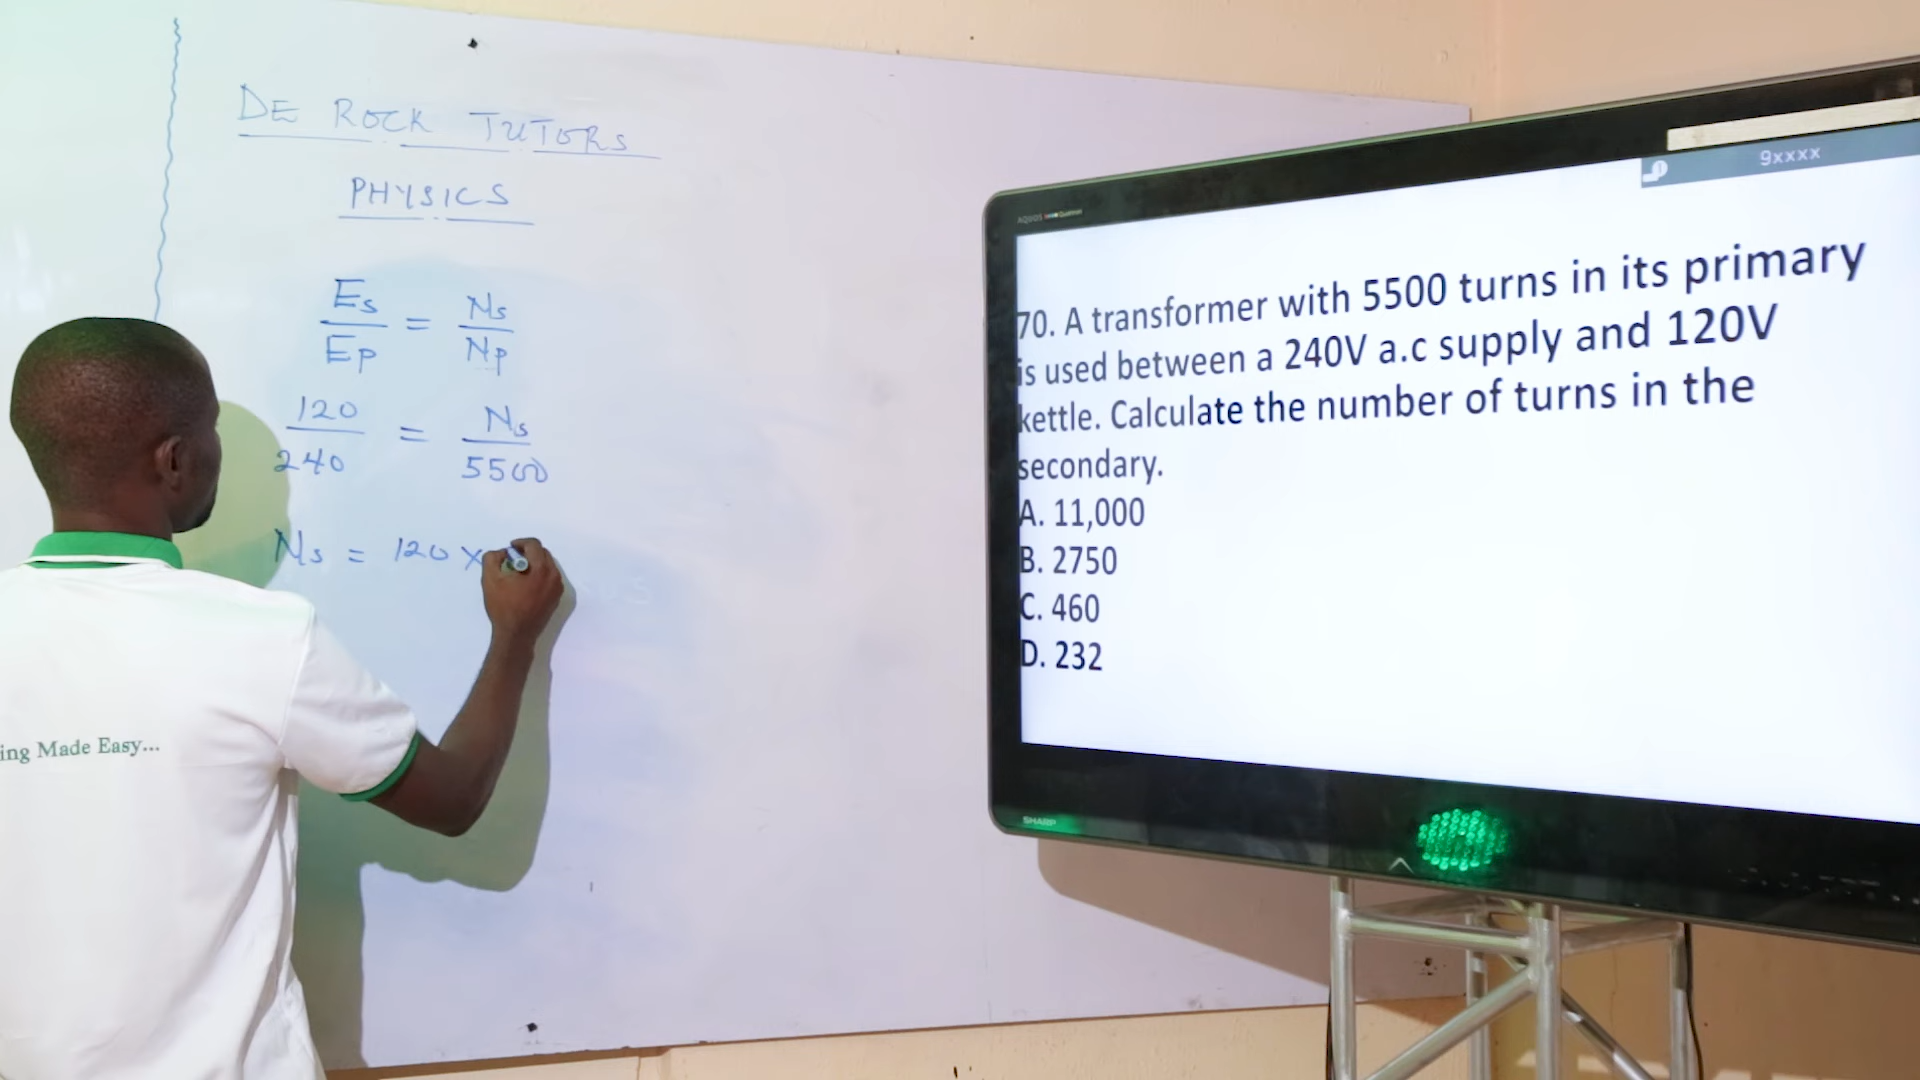 DE ROCK TUTORS
PHYSICS
Es/Ep = Ns/Np
120/240 = Ns/5500
Ns = 120 x
ing Made Easy...
AQUOS
9xxxx
70. A transformer with 5500 turns in its primary
is used between a 240V a.c supply and 120V
kettle. Calculate the number of turns in the
secondary.
A. 11,000
B. 2750
C. 460
D. 232
SHARP